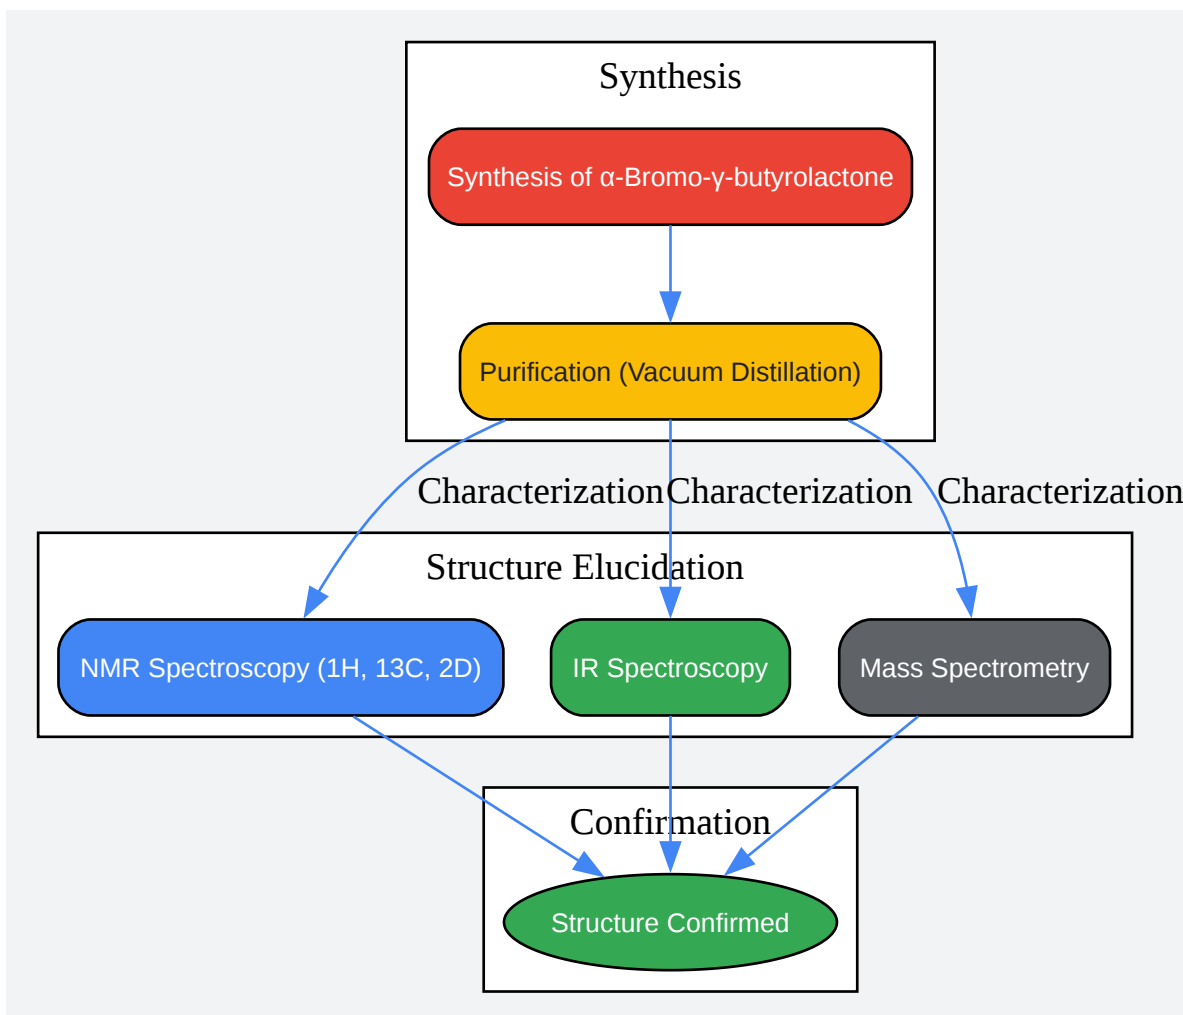 Synthesis
Synthesis of α-Bromo-γ-butyrolactone
Purification (Vacuum Distillation)
Characterization
Characterization
Characterization
Structure Elucidation
NMR Spectroscopy (1H, 13C, 2D)
IR Spectroscopy
Mass Spectrometry
Confirmation
Structure Confirmed